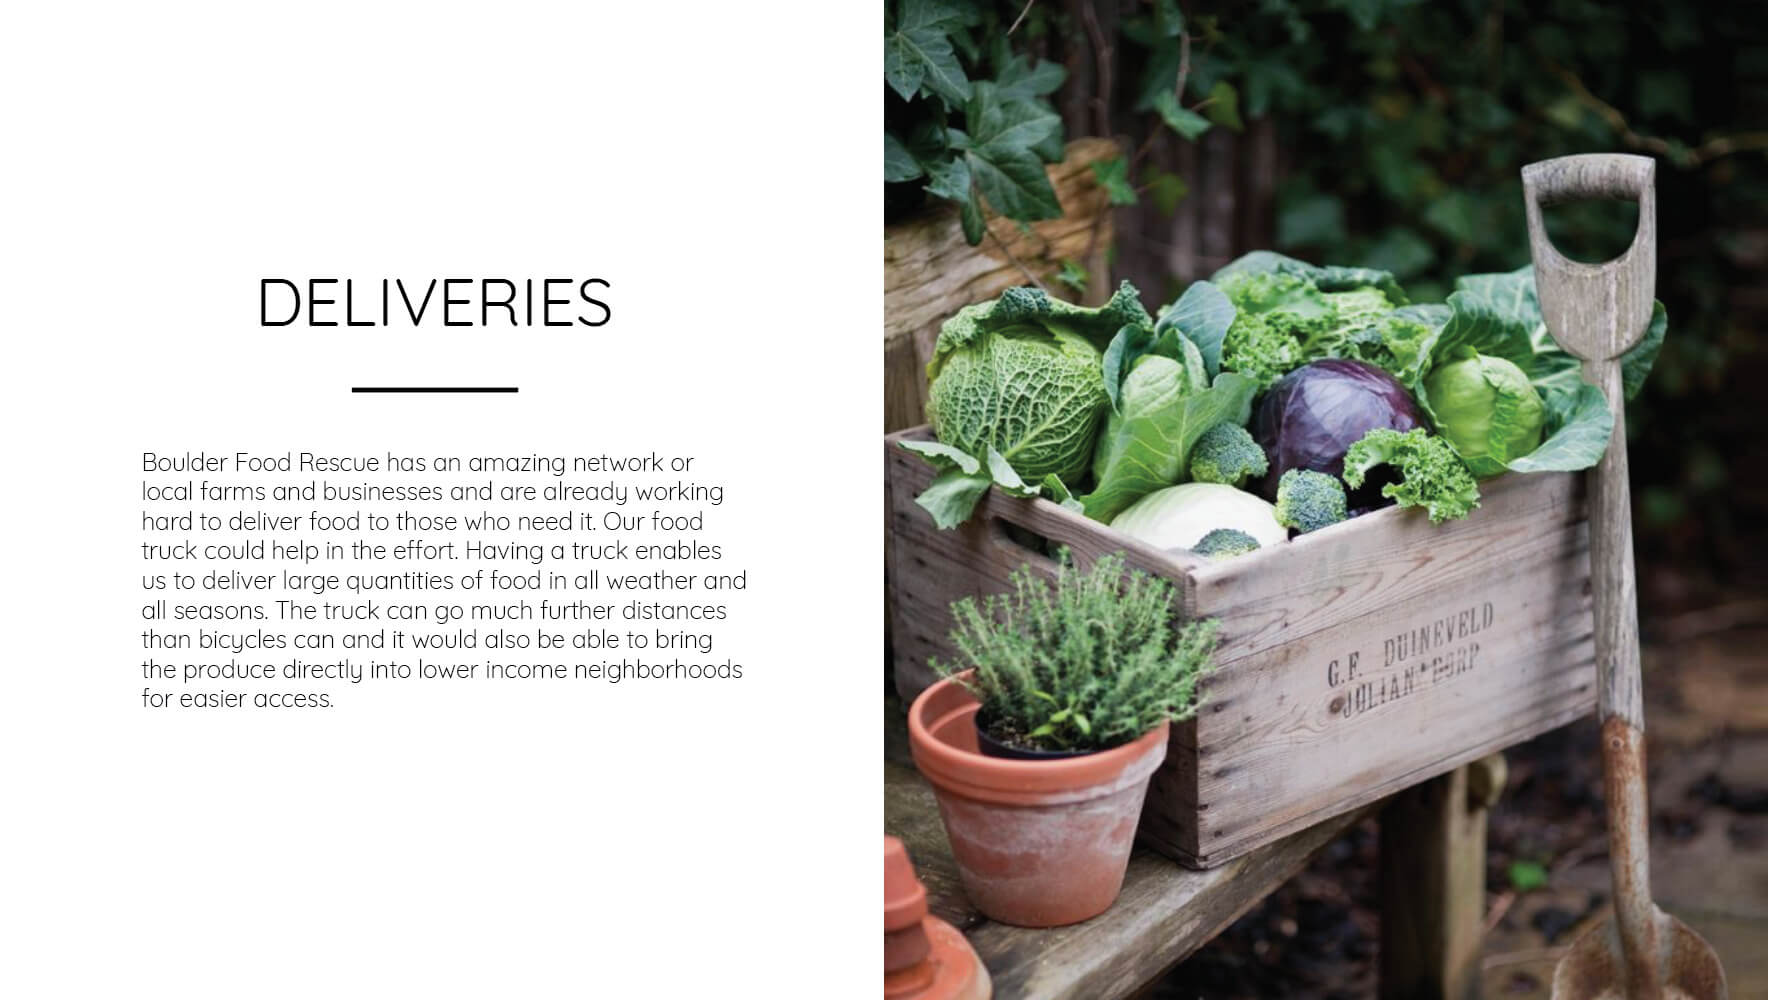 DELIVERIES
Boulder Food Rescue has an amazing network or
local farms and businesses and are already working
hard to deliver food to those who need it. Our food
truck could help in the effort. Having a truck enables
us to deliver large quantities of food in all weather and
all seasons. The truck can go much further distances
than bicycles can and it would also be able to bring
the produce directly into lower income neighborhoods
for easier access.
G.F. DUINEVELD
JULIANADORP